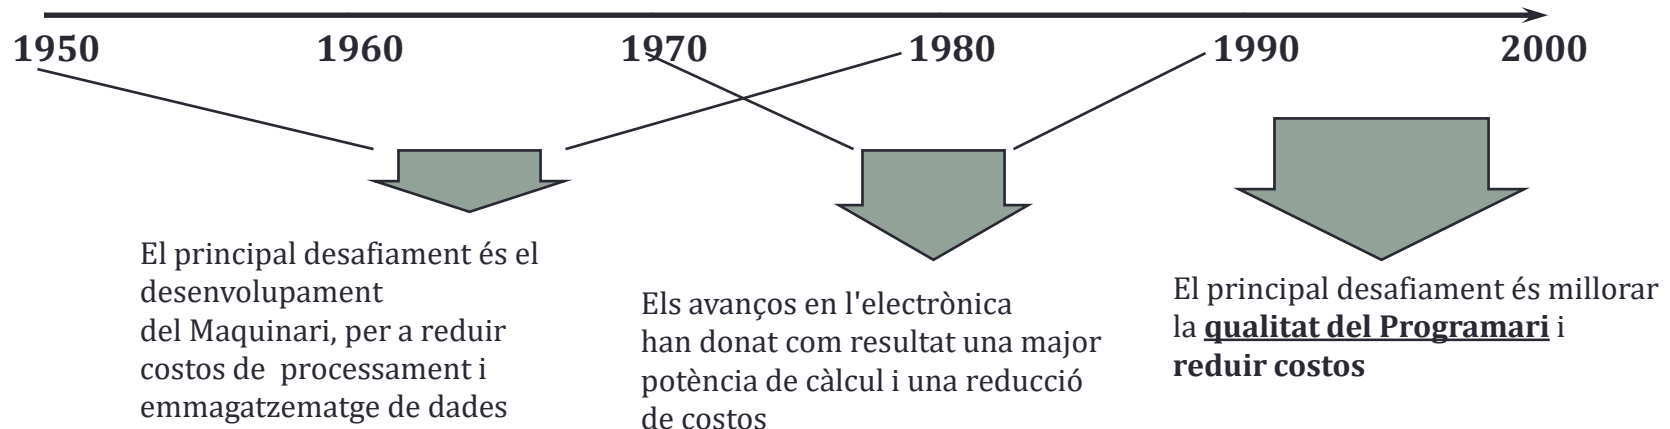 1950 1960 1970 1980 1990 2000
El principal desafiament és el
desenvolupament
del Maquinari, per a reduir
costos de processament i
emmagatzematge de dades
Els avanços en l'electrònica
han donat com resultat una major
potència de càlcul i una reducció
de costos
El principal desafiament és millorar
la qualitat del Programari i
reduir costos